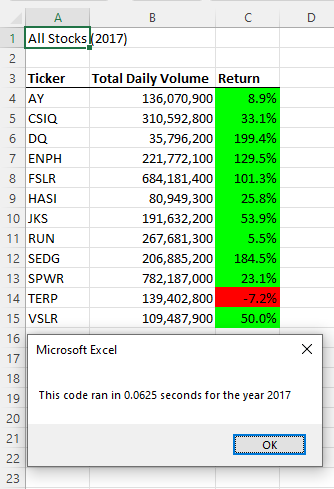 A B C D
1 All Stocks (2017)
2
3 Ticker Total Daily Volume Return
4 AY 136,070,900 8.9%
5 CSIQ 310,592,800 33.1%
6 DQ 35,796,200 199.4%
7 ENPH 221,772,100 129.5%
8 FSLR 684,181,400 101.3%
9 HASI 80,949,300 25.8%
10 JKS 191,632,200 53.9%
11 RUN 267,681,300 5.5%
12 SEDG 206,885,200 184.5%
13 SPWR 782,187,000 23.1%
14 TERP 139,402,800 -7.2%
15 VSLR 109,487,900 50.0%
16
17 Microsoft Excel
18
19 This code ran in 0.0625 seconds for the year 2017
20
21
22 OK
23